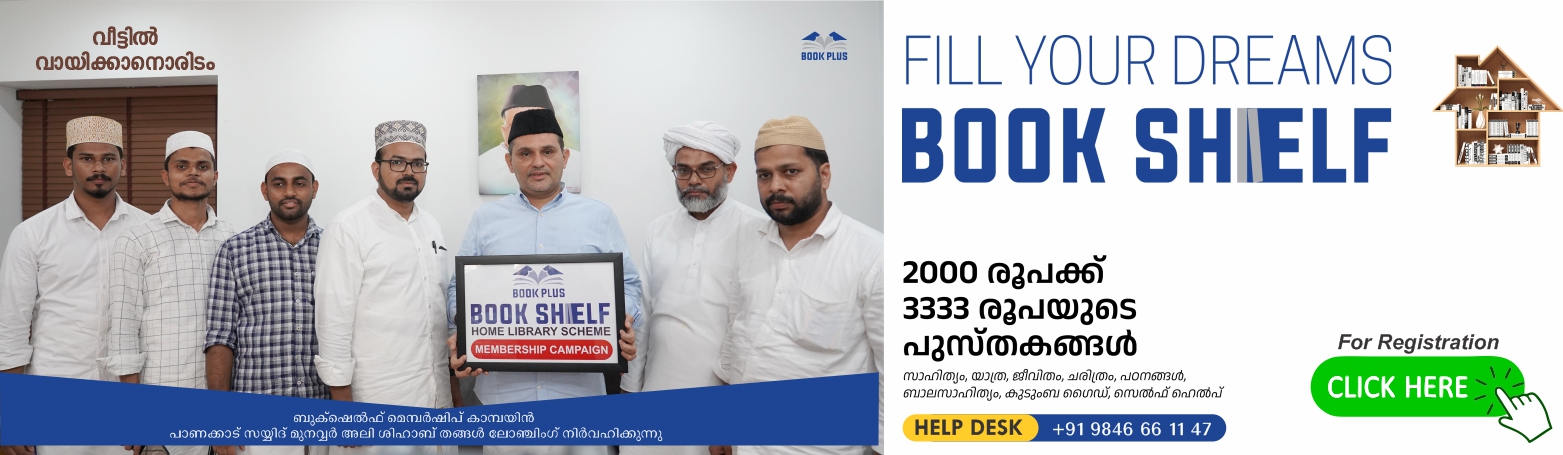 വീട്ടിൽ
വായിക്കാനൊരിടം
BOOK PLUS
BOOK PLUS
BOOK SHELF
HOME LIBRARY SCHEME
MEMBERSHIP CAMPAIGN
ബുക്ഷെൽഫ് മെമ്പർഷിപ് കാമ്പയിൻ
പാണക്കാട് സയ്യിദ് മുനവ്വർ അലി ശിഹാബ് തങ്ങൾ ലോഞ്ചിംഗ് നിർവഹിക്കുന്നു
FILL YOUR DREAMS
BOOK SHELF
2000 രൂപക്ക്
3333 രൂപയുടെ
പുസ്തകങ്ങൾ
സാഹിത്യം, യാത്ര, ജീവിതം, ചരിത്രം, പഠനങ്ങൾ,
ബാലസാഹിത്യം, കുടുംബ ഗൈഡ്, സെൽഫ് ഹെൽപ്
HELP DESK +91 9846 66 11 47
For Registration
CLICK HERE